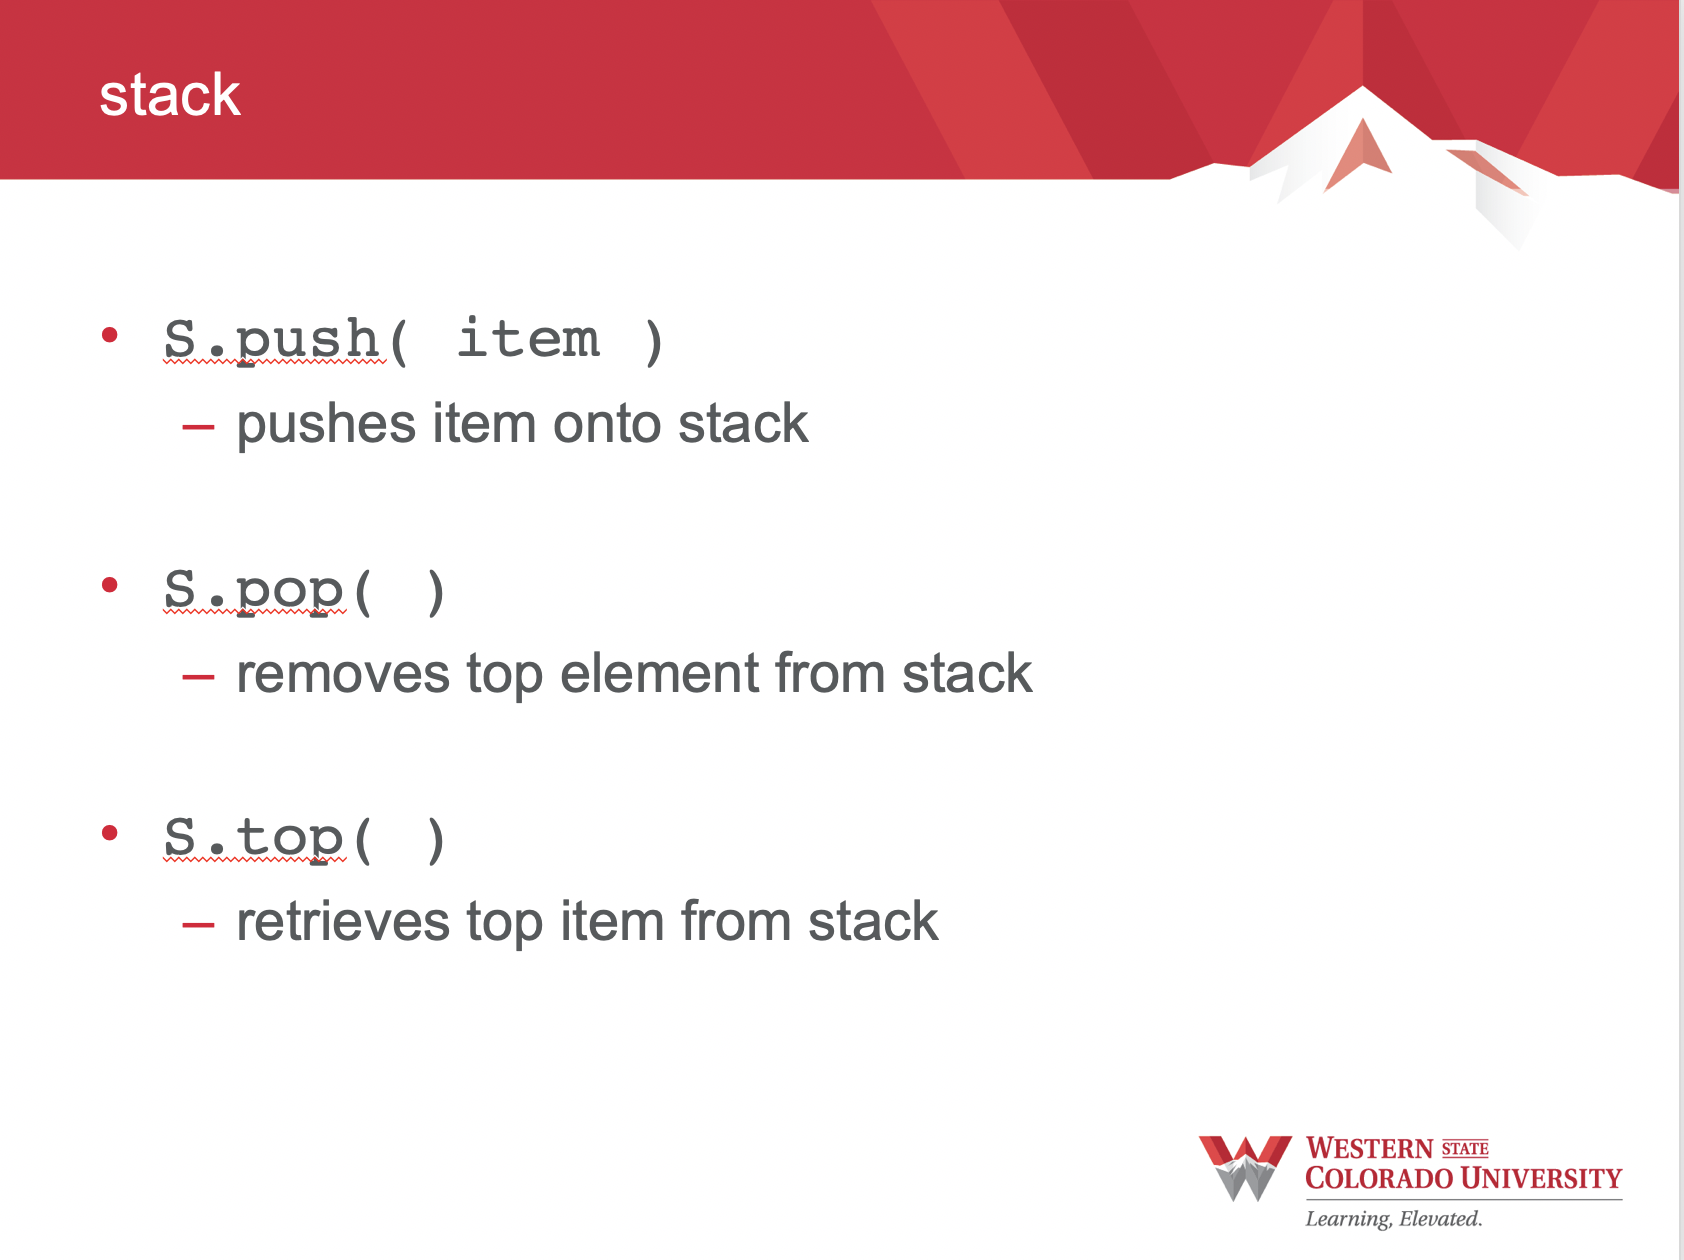 stack
• S.push( item )
– pushes item onto stack
• S.pop( )
– removes top element from stack
• S.top( )
– retrieves top item from stack
WESTERN STATE
COLORADO UNIVERSITY
Learning, Elevated.